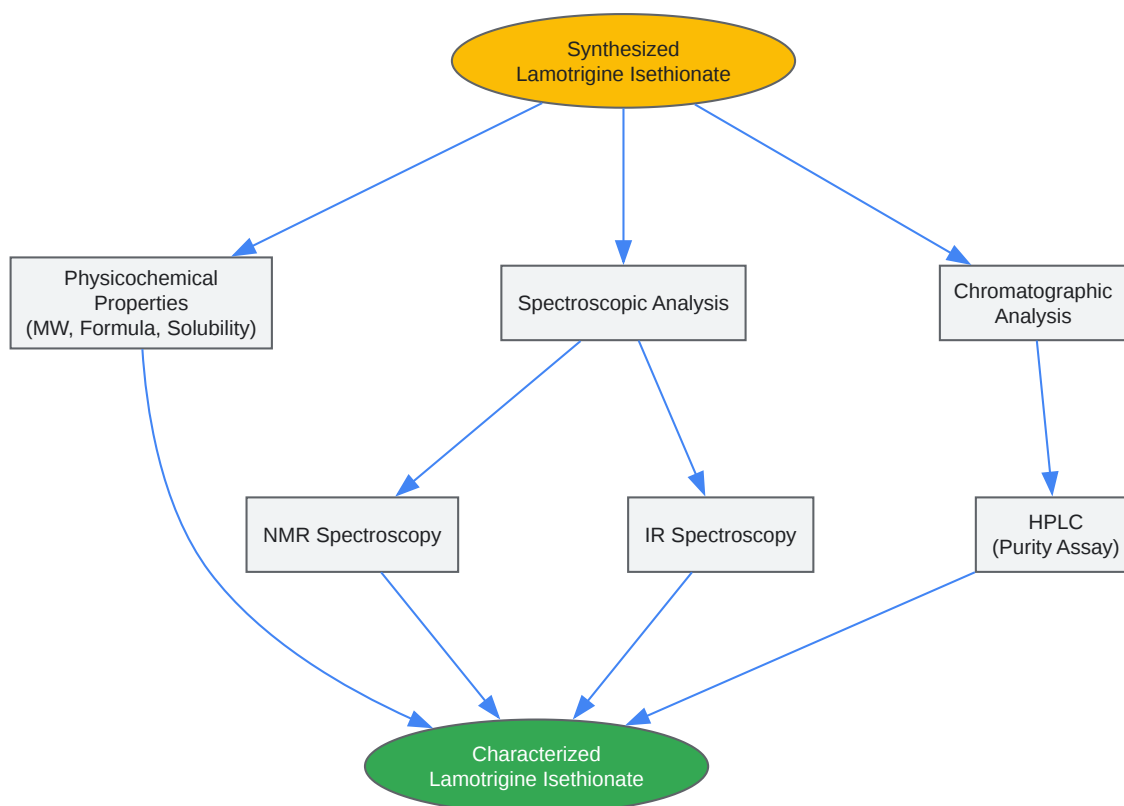 Synthesized
Lamotrigine Isethionate
Physicochemical
Properties
(MW, Formula, Solubility)
Spectroscopic Analysis
Chromatographic
Analysis
NMR Spectroscopy
IR Spectroscopy
HPLC
(Purity Assay)
Characterized
Lamotrigine Isethionate